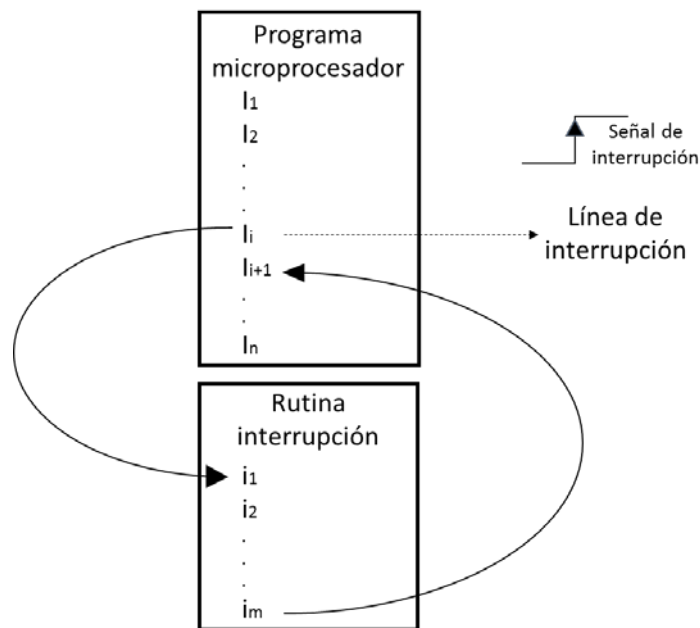 Programa
microprocesador
I1
I2
.
.
.
Ii
Ii+1
.
.
In
Señal de
interrupción
Línea de
interrupción
Rutina
interrupción
i1
i2
.
.
.
im